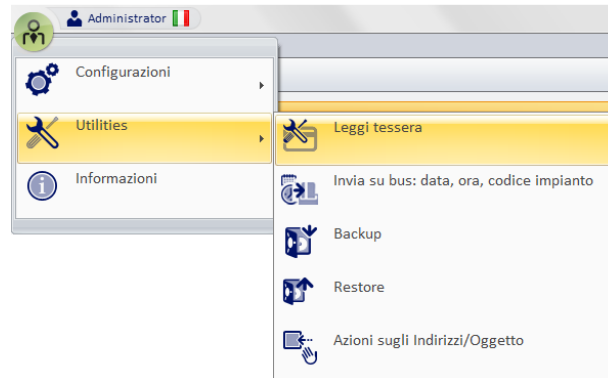 Administrator
Configurazioni
Utilities
Informazioni
Leggi tessera
Invia su bus: data, ora, codice impianto
Backup
Restore
Azioni sugli Indirizzi/Oggetto